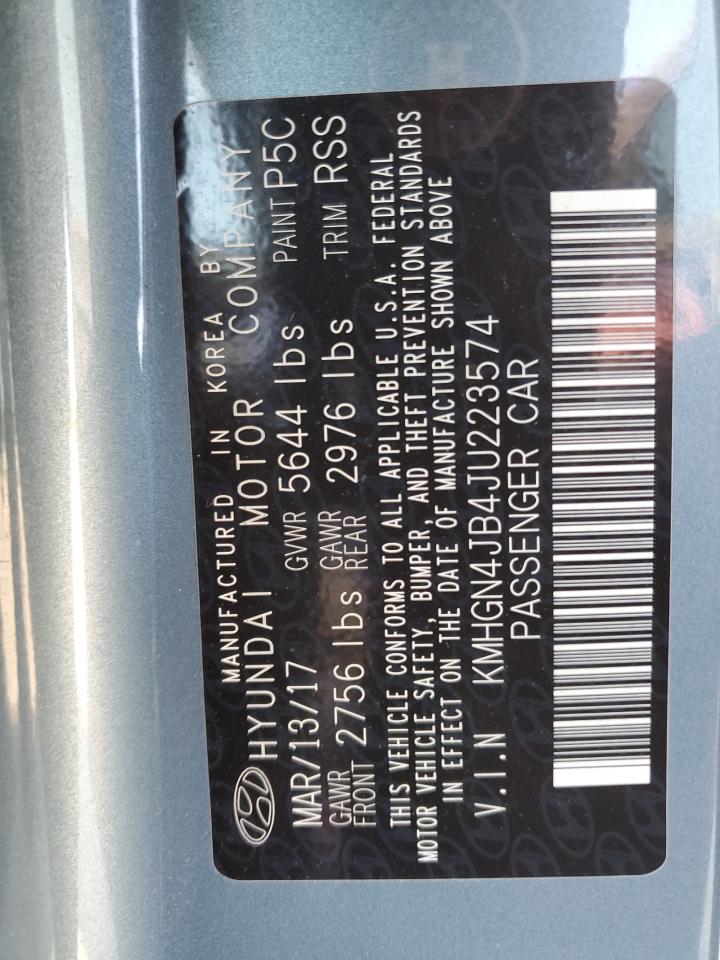 MANUFACTURED IN KOREA BY
HYUNDAI MOTOR COMPANY
MAR/13/17 GVWR 5644 lbs PAINT P5C
GAWR FRONT 2756 lbs GAWR REAR 2976 lbs TRIM RSS
THIS VEHICLE CONFORMS TO ALL APPLICABLE U.S.A. FEDERAL
MOTOR VEHICLE SAFETY, BUMPER, AND THEFT PREVENTION STANDARDS
IN EFFECT ON THE DATE OF MANUFACTURE SHOWN ABOVE
V.I.N KMHGN4JB4JU223574
PASSENGER CAR